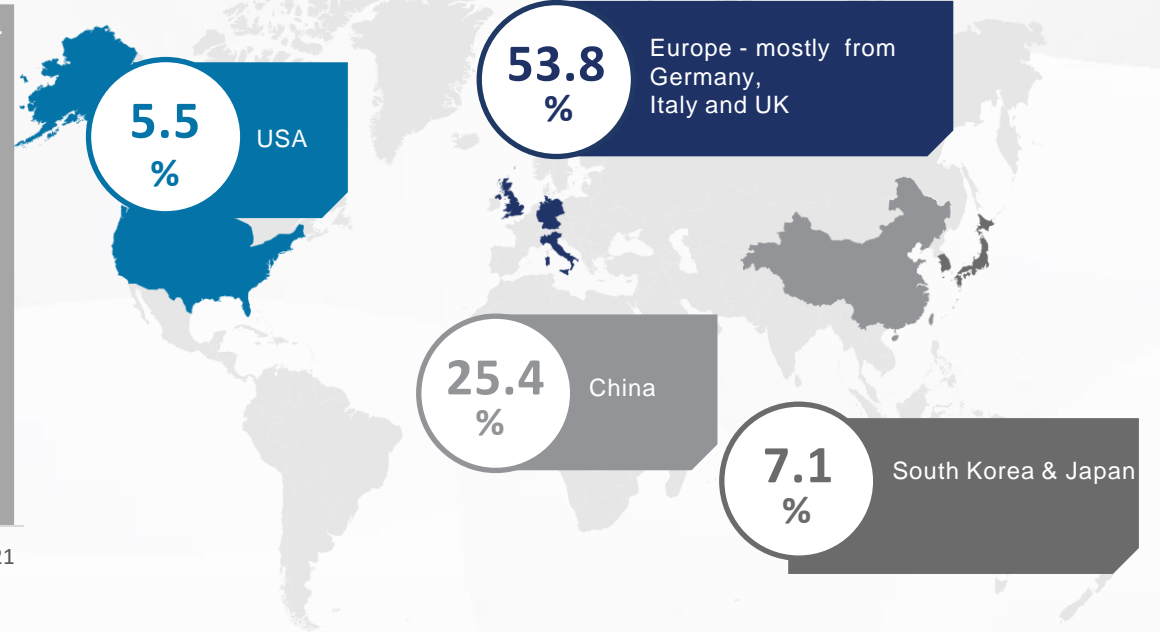 53.8
%
Europe - mostly from
Germany,
Italy and UK
5.5
%
USA
25.4
%
China
7.1
%
South Korea & Japan
21